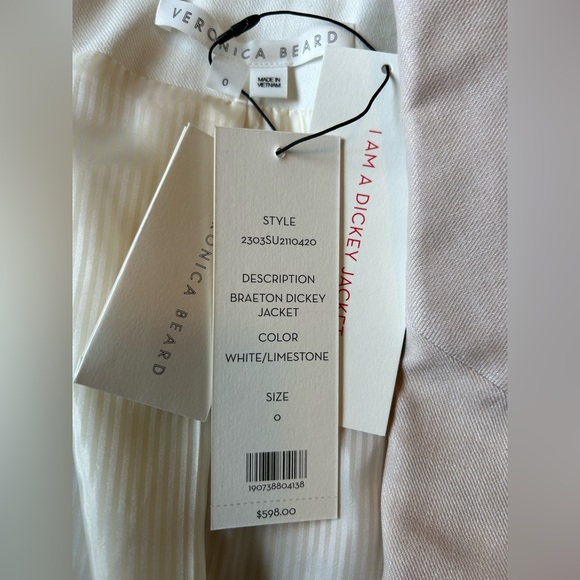 VERONICA BEARD
0
MADE IN
VIETNAM
STYLE
2303SU2110420
DESCRIPTION
BRAETON DICKEY
JACKET
COLOR
WHITE/LIMESTONE
SIZE
0
190738804138
$598.00
I AM A DICKEY JACKET
RONICA BEARD